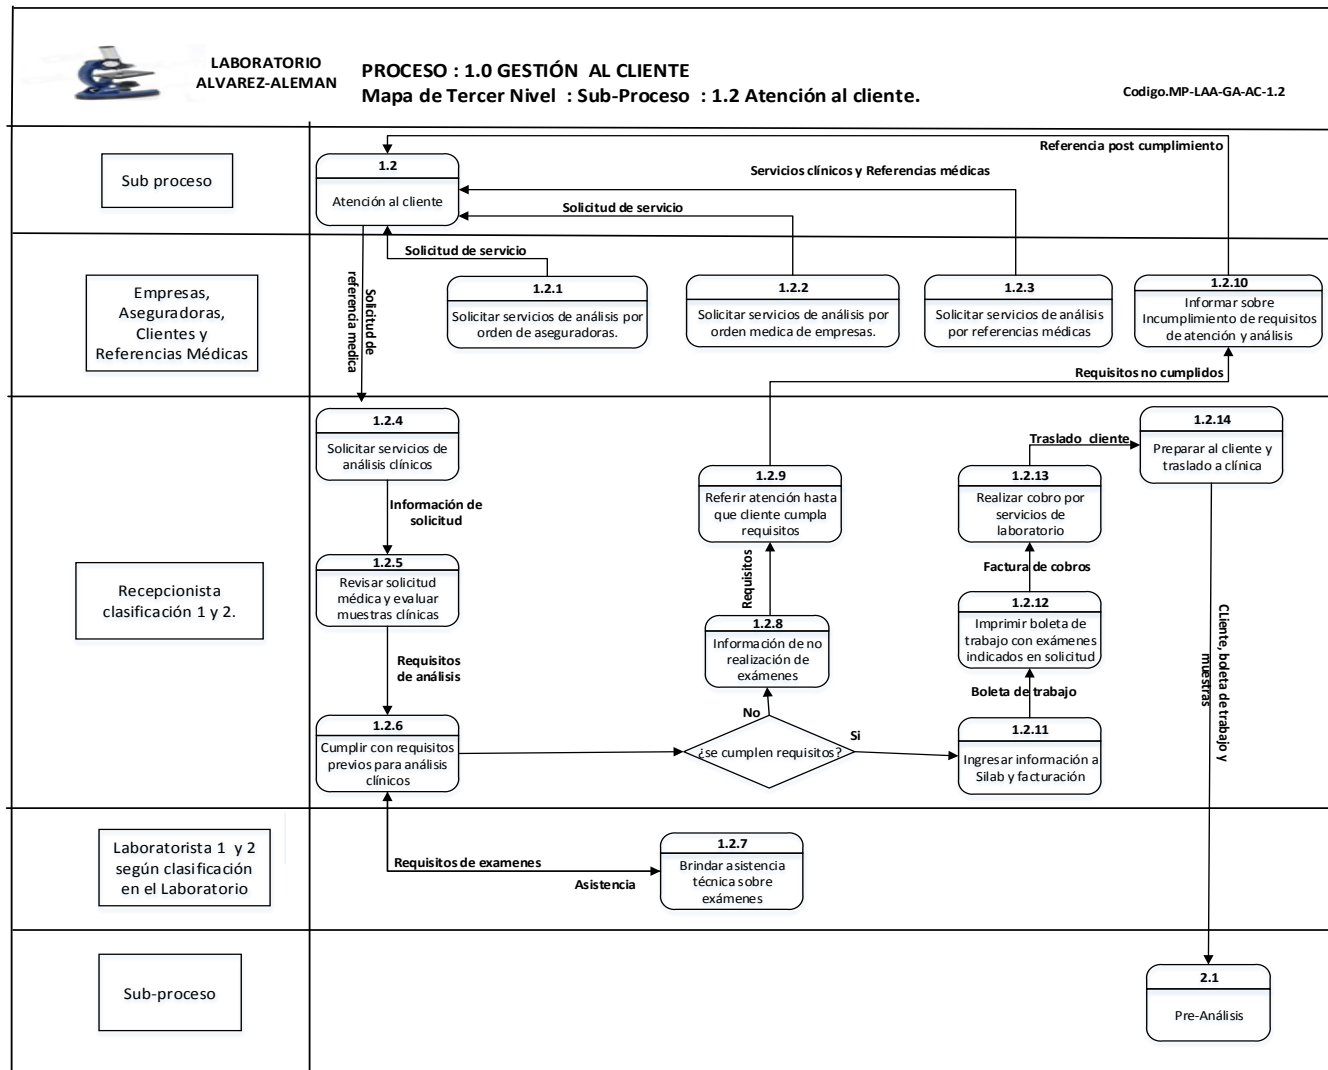 LABORATORIO
ALVAREZ-ALEMAN
PROCESO : 1.0 GESTIÓN  AL CLIENTE
Mapa de Tercer Nivel  : Sub-Proceso  : 1.2 Atención al cliente.
Codigo.MP-LAA-GA-AC-1.2
Sub proceso
1.2
Atención al cliente
Referencia post cumplimiento
Servicios clínicos y Referencias médicas
Solicitud de servicio
Solicitud de servicio
Empresas,
Aseguradoras,
Clientes y
Referencias Médicas
Solicitud de
referencia medica
1.2.1
Solicitar servicios de análisis por
orden de aseguradoras.
1.2.2
Solicitar servicios de análisis por
orden medica de empresas.
1.2.3
Solicitar servicios de análisis
por referencias médicas
1.2.10
Informar sobre
Incumplimiento de requisitos
de atención y análisis
Requisitos no cumplidos
Recepcionista
clasificación 1 y 2.
1.2.4
Solicitar servicios de
análisis clínicos
Información de
solicitud
1.2.5
Revisar solicitud
médica y evaluar
muestras clínicas
Requisitos
de análisis
1.2.6
Cumplir con requisitos
previos para análisis
clínicos
1.2.9
Referir atención hasta
que cliente cumpla
requisitos
Requisitos
1.2.8
Información de no
realización de
exámenes
No
¿se cumplen requisitos?
Si
1.2.14
Preparar al cliente y
traslado a clínica
Traslado  cliente
1.2.13
Realizar cobro por
servicios de
laboratorio
Factura de cobros
1.2.12
Imprimir boleta de
trabajo con exámenes
indicados en solicitud
Boleta de trabajo
1.2.11
Ingresar información a
Silab y facturación
CLiente, boleta de trabajo y
muestras
Laboratorista 1  y 2
según clasificación
en el Laboratorio
Requisitos de examenes
Asistencia
1.2.7
Brindar asistencia
técnica sobre
exámenes
Sub-proceso
2.1
Pre-Análisis